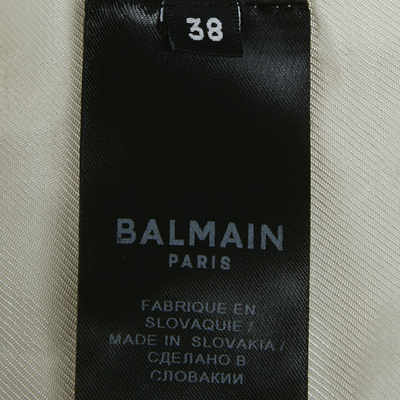 38
BALMAIN
PARIS
FABRIQUE EN
SLOVAQUIE /
MADE IN SLOVAKIA /
СДЕЛАНО В
СЛОВАКИИ